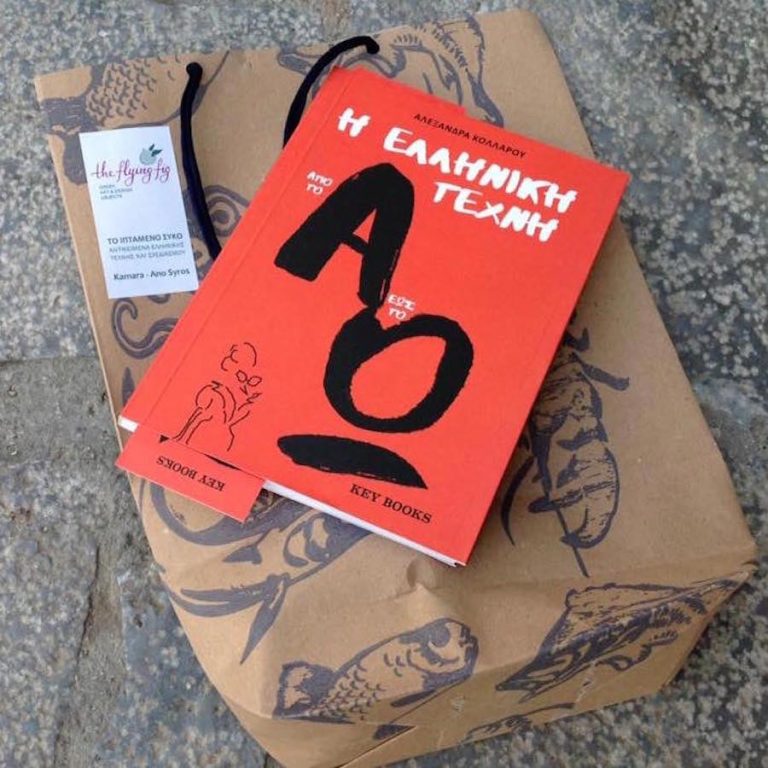 ΑΛΕΞΑΝΔΡΑ ΚΟΛΛΑΡΟΥ
Η ΕΛΛΗΝΙΚΗ
ΤΕΧΝΗ
ΑΠΟ
ΤΟ
Α
ΕΩΣ
ΤΟ
Ω
KEY BOOKS
KEY BOOKS
the flying fig
GREEK
ART & DESIGN
OBJECTS
ΤΟ ΙΠΤΑΜΕΝΟ ΣΥΚΟ
ΑΝΤΙΚΕΙΜΕΝΑ ΕΛΛΗΝΙΚΗΣ
ΤΕΧΝΗΣ ΚΑΙ ΣΧΕΔΙΑΣΜΟΥ
Kamara - Ano Syros